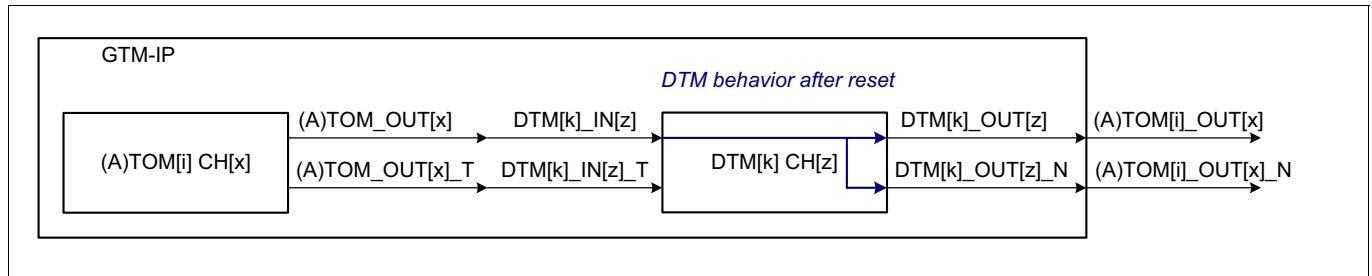 GTM-IP
DTM behavior after reset
(A)TOM_OUT[x] DTM[k]_IN[z] DTM[k]_OUT[z] (A)TOM[i]_OUT[x]
(A)TOM[i] CH[x] DTM[k] CH[z]
(A)TOM_OUT[x]_T DTM[k]_IN[z]_T DTM[k]_OUT[z]_N (A)TOM[i]_OUT[x]_N